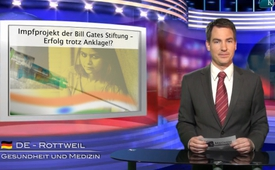 Impfprojekt der Bill Gates Stiftung -
Erfolg trotz Anklage!?
DE - ROTTWEIL
GESUNDHEIT UND MEDIZIN